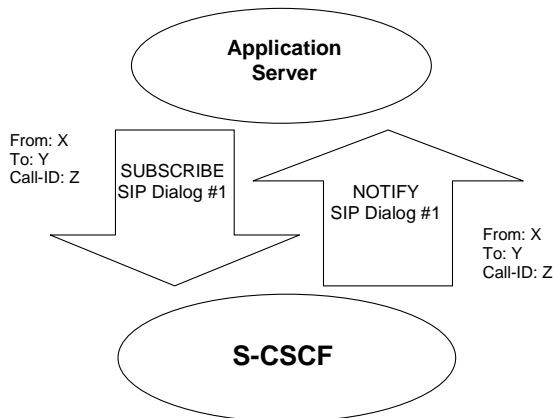 Application
Server
From: X
To: Y
Call-ID: Z
SUBSCRIBE
SIP Dialog #1
NOTIFY
SIP Dialog #1
From: X
To: Y
Call-ID: Z
S-CSCF